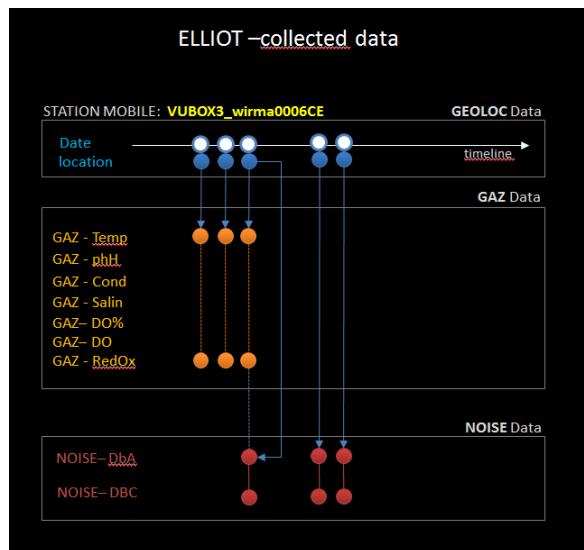 ELLIOT –collected data
STATION MOBILE: VUBOX3_wirma0006CE GEOLOC Data
Date
location
timeline
GAZ Data
GAZ - Temp
GAZ - phH
GAZ - Cond
GAZ - Salin
GAZ– DO%
GAZ– DO
GAZ - RedOx
NOISE Data
NOISE– DbA
NOISE– DBC